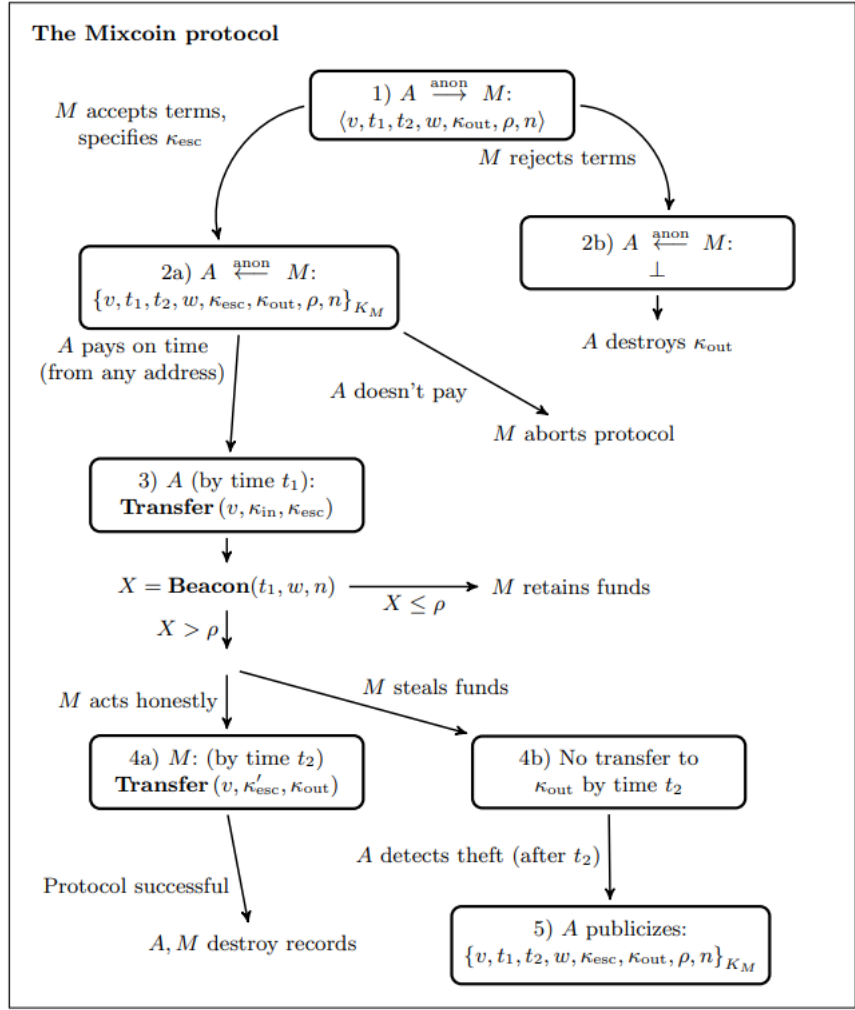 The Mixcoin protocol
1) A anon⟶ M:
⟨v, t₁, t₂, w, κout, ρ, n⟩
M accepts terms,
specifies κesc
M rejects terms
2a) A anon⟵ M:
{v, t₁, t₂, w, κesc, κout, ρ, n}K_M
2b) A anon⟵ M:
⊥
A destroys κout
A pays on time
(from any address)
A doesn't pay
M aborts protocol
3) A (by time t₁):
Transfer (v, κin, κesc)
X = Beacon(t₁, w, n)
X ≤ ρ
M retains funds
X > ρ
M acts honestly
M steals funds
4a) M: (by time t₂)
Transfer (v, κ′esc, κout)
4b) No transfer to
κout by time t₂
A detects theft (after t₂)
Protocol successful
A, M destroy records
5) A publicizes:
{v, t₁, t₂, w, κesc, κout, ρ, n}K_M